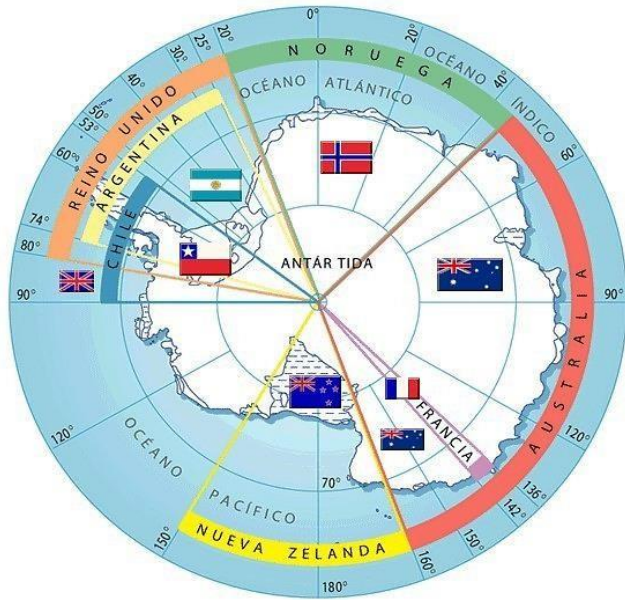 0°
20°
20°
25°
30°
40°
50°
53°
60°
74°
80°
90°
NORUEGA
OCÉANO
ÍNDICO
40°
60°
OCÉANO ATLÁNTICO
REINO UNIDO
ARGENTINA
CHILE
ANTÁR TIDA
90°
AUSTRALIA
FRANCIA
120°
136°
142°
150°
160°
120°
OCÉANO
PACÍFICO
70°
150°
NUEVA ZELANDA
180°